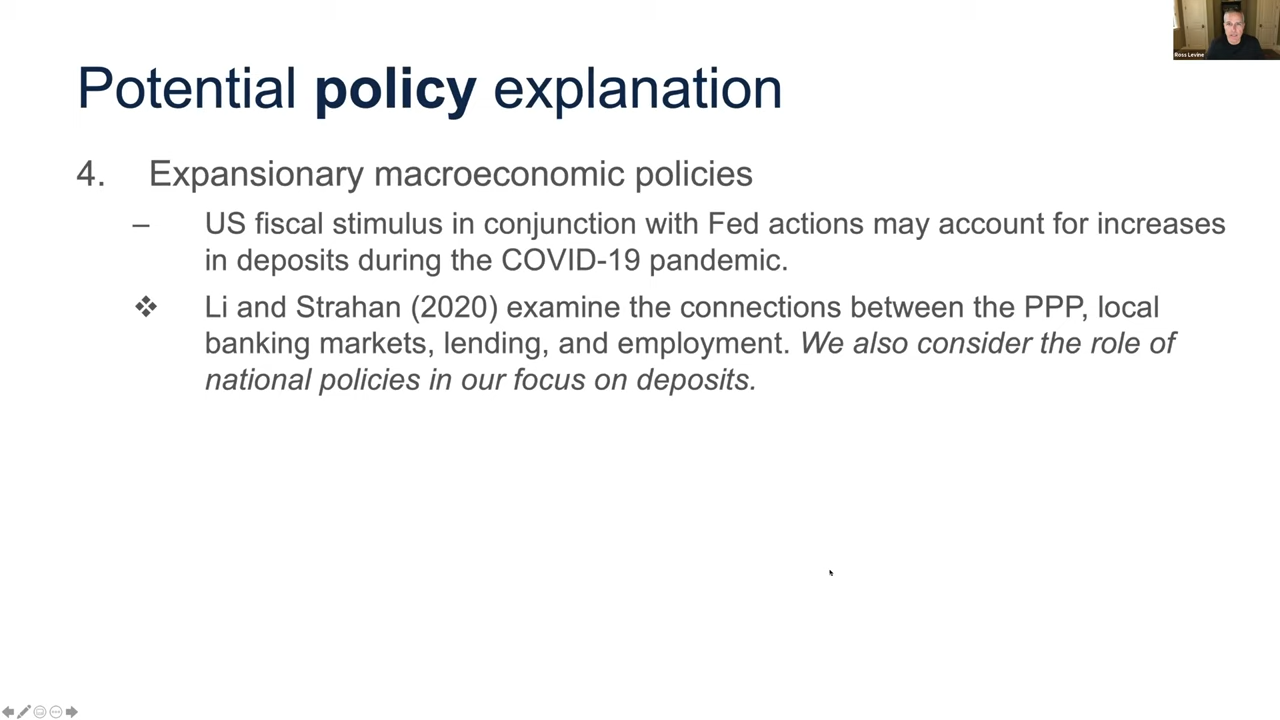 Ross Levine
Potential policy explanation
4. Expansionary macroeconomic policies
– US fiscal stimulus in conjunction with Fed actions may account for increases
in deposits during the COVID-19 pandemic.
❖ Li and Strahan (2020) examine the connections between the PPP, local
banking markets, lending, and employment. We also consider the role of
national policies in our focus on deposits.